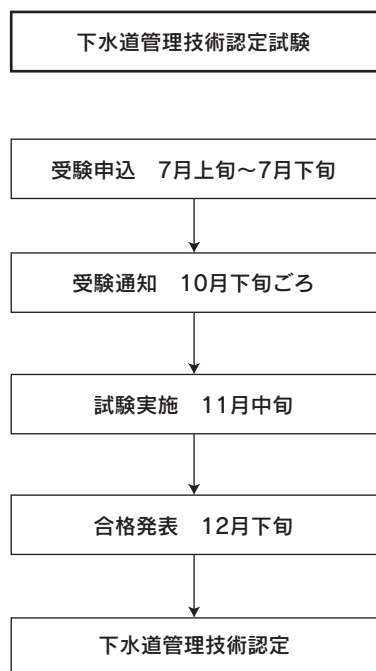 下水道管理技術認定試験
受験申込　7月上旬～7月下旬
受験通知　10月下旬ごろ
試験実施　11月中旬
合格発表　12月下旬
下水道管理技術認定